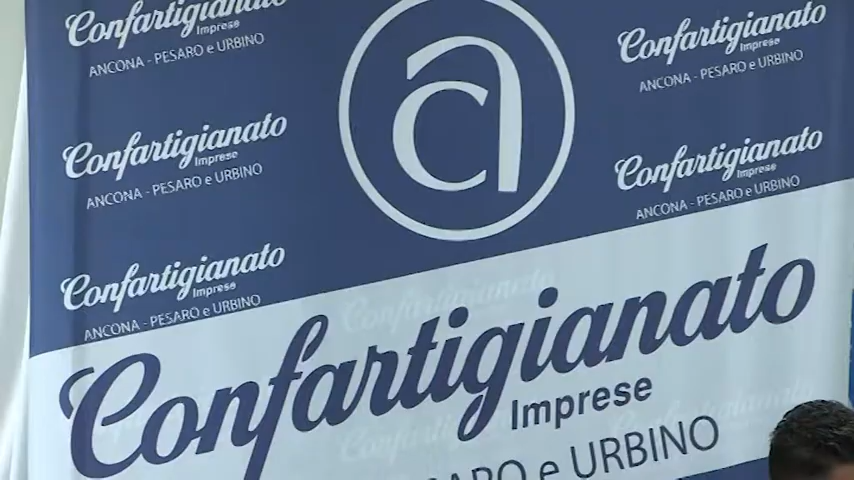 Confartigianato
Imprese
ANCONA - PESARO e URBINO
Confartigianato
Imprese
ANCONA - PESARO e URBINO
Confartigianato
Imprese
ANCONA - PESARO e URBINO
a
Confartigianato
Imprese
ANCONA - PESARO e URBINO
Confartigianato
Imprese
ANCONA - PESARO e URBINO
Confartigianato
Imprese
e URBINO